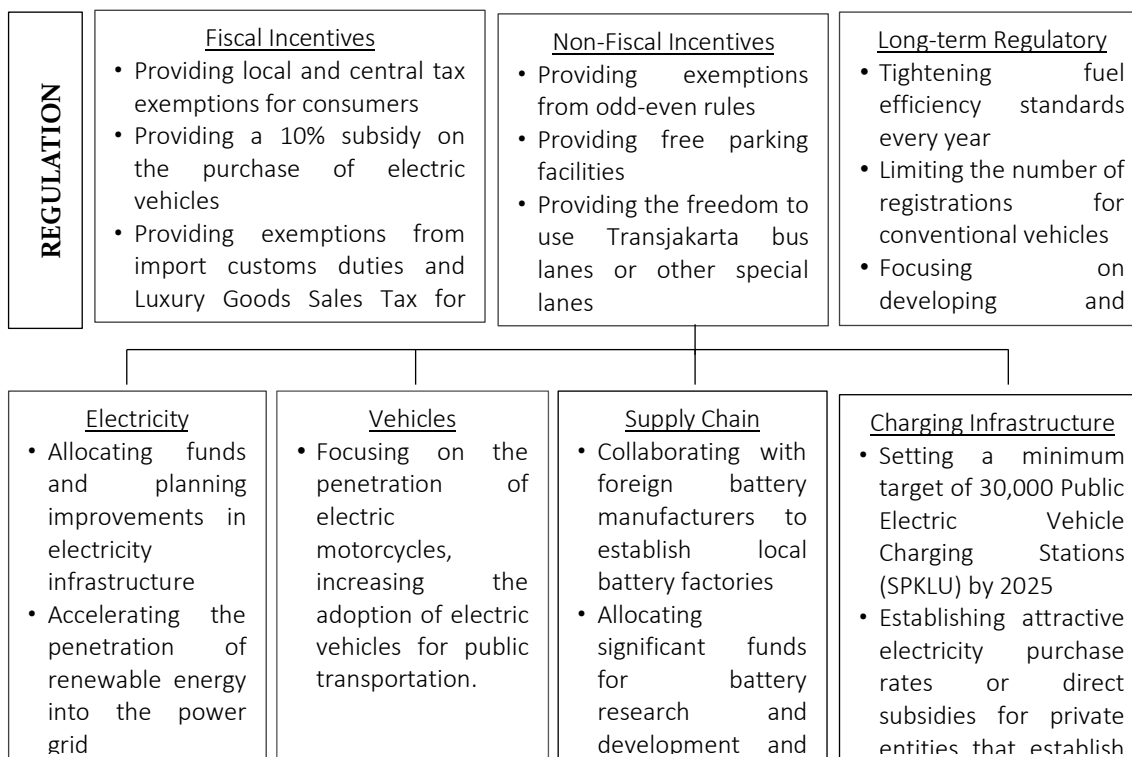 REGULATION
Fiscal Incentives
• Providing local and central tax
exemptions for consumers
• Providing a 10% subsidy on
the purchase of electric
vehicles
• Providing exemptions from
import customs duties and
Luxury Goods Sales Tax for
Non-Fiscal Incentives
• Providing exemptions
from odd-even rules
• Providing free parking
facilities
• Providing the freedom to
use Transjakarta bus
lanes or other special
lanes
Long-term Regulatory
• Tightening fuel
efficiency standards
every year
• Limiting the number of
registrations for
conventional vehicles
• Focusing on
developing and
Electricity
• Allocating funds
and planning
improvements in
electricity
infrastructure
• Accelerating the
penetration of
renewable energy
into the power
grid
Vehicles
• Focusing on the
penetration of
electric
motorcycles,
increasing the
adoption of electric
vehicles for public
transportation.
Supply Chain
• Collaborating with
foreign battery
manufacturers to
establish local
battery factories
• Allocating
significant funds
for battery
research and
development and
Charging Infrastructure
• Setting a minimum
target of 30,000 Public
Electric Vehicle
Charging Stations
(SPKLU) by 2025
• Establishing attractive
electricity purchase
rates or direct
subsidies for private
entities that establish